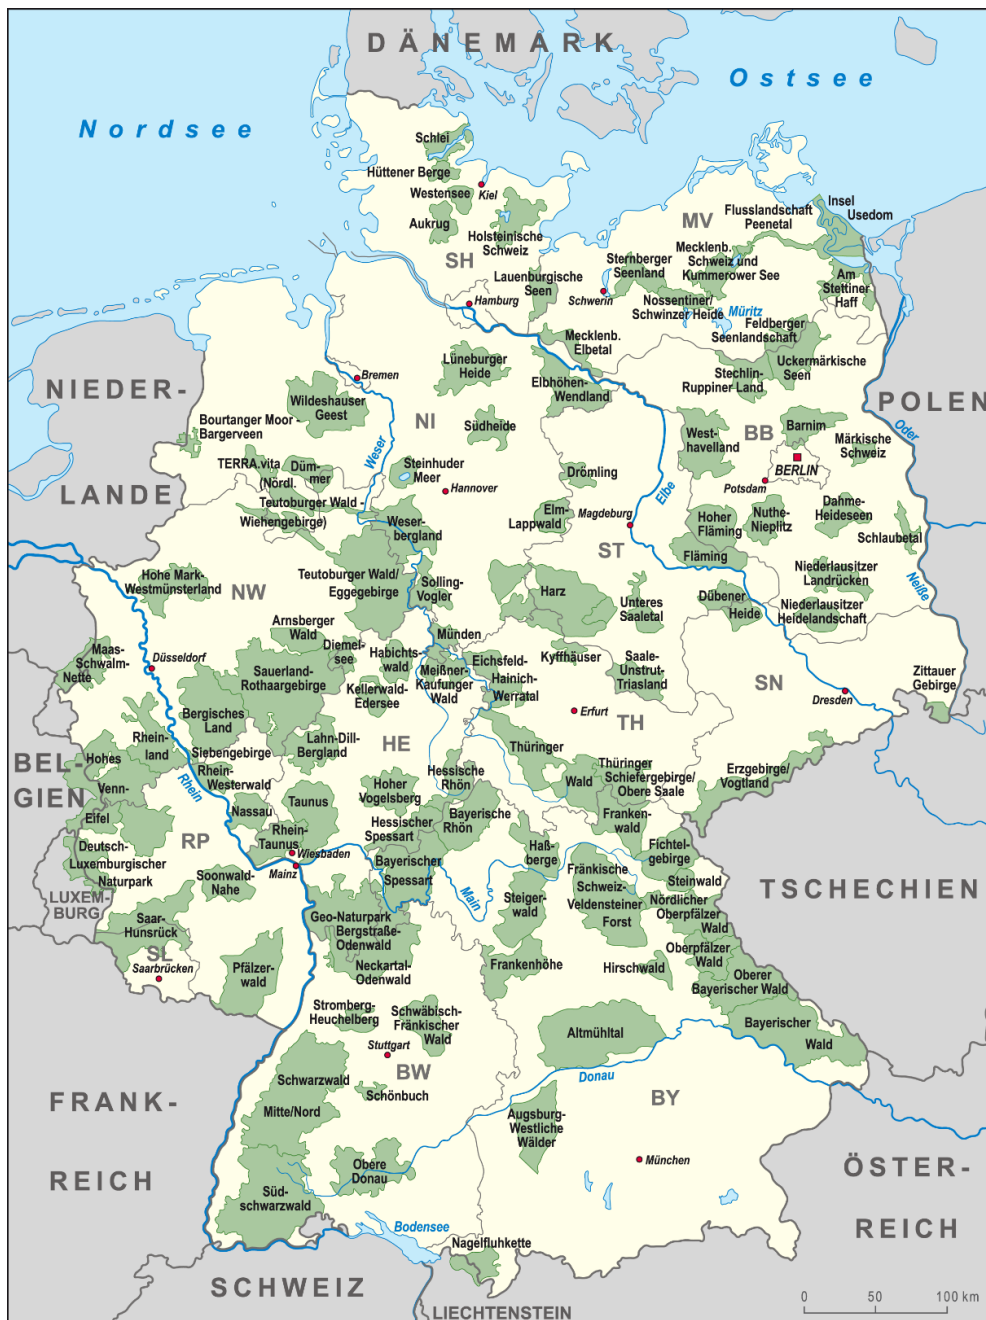 DÄNEMARK
Ostsee
Nordsee
Schlei
Hüttener Berge
Westensee
Kiel
Aukrug
Holsteinische
Schweiz
SH
Insel
Usedom
Flusslandschaft
Peenetal
MV
Mecklenb.
Schweiz und
Kummerower See
Sternberger
Seenland
Lauenburgische
Seen
Schwerin
Nossentiner/
Schwinzer Heide
Müritz
Am
Stettiner
Haff
Hamburg
Feldberger
Seenlandschaft
Mecklenb.
Elbetal
Lüneburger
Heide
Uckermärkische
Seen
Stechlin-
Ruppiner-Land
Elbhöhen-
Wendland
Bremen
NIEDER-
LANDE
Wildeshauser
Geest
POLEN
Bourtanger Moor -
Bargerveen
NI
Südheide
Weser
West-
havelland
BB
Barnim
Oder
Märkische
Schweiz
BERLIN
Potsdam
TERRA.vita
(Nördl.
Teutoburger Wald -
Wiehengebirge)
Düm-
mer
Steinhuder
Meer
Hannover
Drömling
Elbe
Elm-
Lappwald
Magdeburg
Weser-
bergland
Hoher
Fläming
Nuthe-
Nieplitz
Dahme-
Heideseen
Schlaubetal
ST
Fläming
Hohe Mark-
Westmünsterland
NW
Teutoburger Wald/
Eggegebirge
Solling-
Vogler
Harz
Unteres
Saaletal
Dübener
Heide
Niederlausitzer
Landrücken
Niederlausitzer
Heidelandschaft
Neiße
Arnsberger
Wald
Diemel-
see
Habichts-
wald
Münden
Meißner-
Kaufunger
Wald
Eichsfeld-
Hainich-
Werratal
Kyffhäuser
Saale-
Unstrut-
Triasland
Maas-
Schwalm-
Nette
Düsseldorf
Sauerland-
Rothaargebirge
Kellerwald-
Edersee
SN
Dresden
Zittauer
Gebirge
Bergisches
Land
Erfurt
TH
HE
Rhein-
land
Siebengebirge
Lahn-Dill-
Bergland
Thüringer
Wald
BEL-
GIEN
Hohes
Venn-
Eifel
Rhein
Rhein-
Westerwald
Hessische
Rhön
Thüringer
Schiefergebirge/
Obere Saale
Erzgebirge/
Vogtland
Hoher
Vogelsberg
Taunus
Nassau
Bayerische
Rhön
Franken-
wald
Hessischer
Spessart
Deutsch-
Luxemburgischer
Naturpark
RP
Rhein-
Taunus
Wiesbaden
Mainz
Haß-
berge
Fichtel-
gebirge
Bayerischer
Spessart
Soonwald-
Nahe
LUXEM-
BURG
Fränkische
Schweiz-
Veldensteiner
Forst
Steinwald
TSCHECHIEN
Main
Steiger-
wald
Nördlicher
Oberpfälzer
Wald
Saar-
Hunsrück
Geo-Naturpark
Bergstraße-
Odenwald
SL
Saarbrücken
Pfälzer-
wald
Neckartal-
Odenwald
Frankenhöhe
Hirschwald
Oberpfälzer
Wald
Oberer
Bayerischer Wald
Stromberg-
Heuchelberg
Schwäbisch-
Fränkischer
Wald
Altmühltal
Bayerischer
Wald
Stuttgart
BW
Donau
Schwarzwald
Mitte/Nord
Schönbuch
BY
FRANK-
REICH
Augsburg-
Westliche
Wälder
München
ÖSTER-
REICH
Süd-
schwarzwald
Obere
Donau
Bodensee
Nagelfluhkette
SCHWEIZ
LIECHTENSTEIN
0 50 100 km